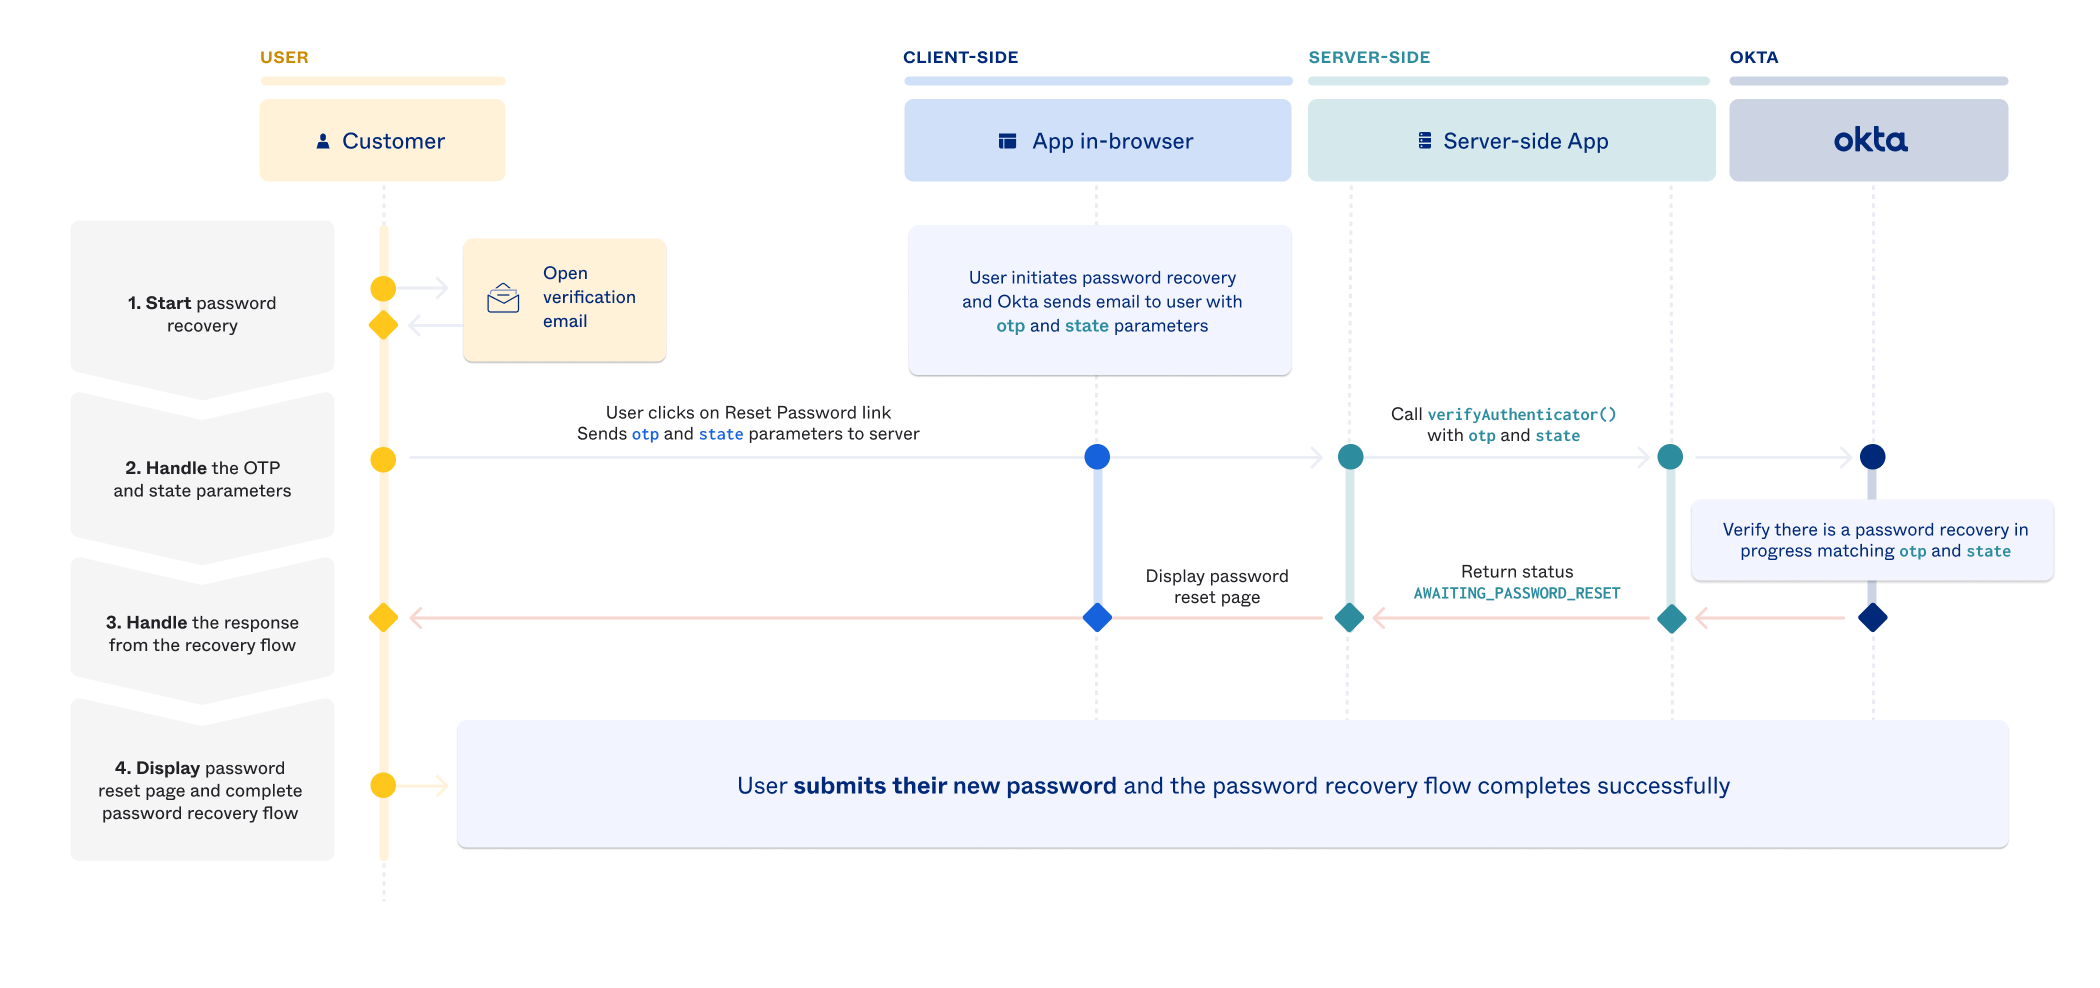 USER
CLIENT-SIDE
SERVER-SIDE
OKTA
Customer
App in-browser
Server-side App
okta
1. Start password
recovery
Open
verification
email
User initiates password recovery
and Okta sends email to user with
otp and state parameters
2. Handle the OTP
and state parameters
User clicks on Reset Password link
Sends otp and state parameters to server
Call verifyAuthenticator()
with otp and state
Verify there is a password recovery in
progress matching otp and state
3. Handle the response
from the recovery flow
Display password
reset page
Return status
AWAITING_PASSWORD_RESET
4. Display password
reset page and complete
password recovery flow
User submits their new password and the password recovery flow completes successfully